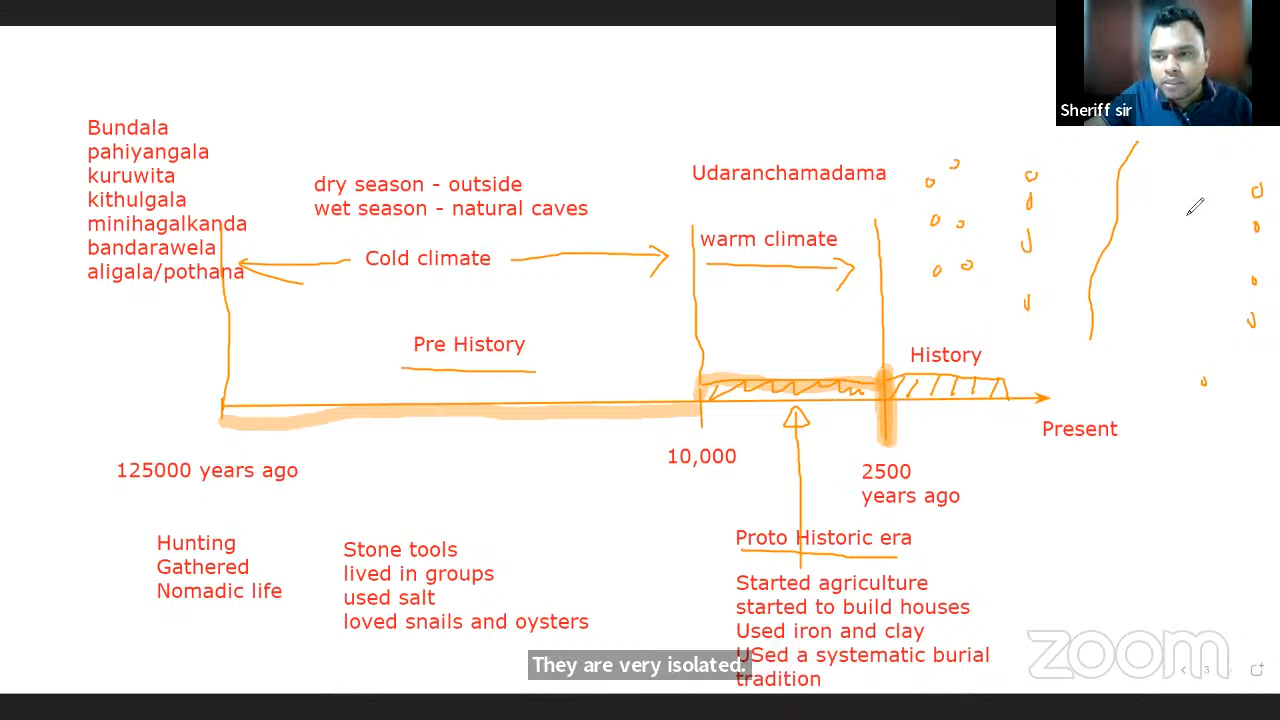 Sheriff sir
Bundala
pahiyangala
kuruwita
kithulgala
minihagalkanda
bandarawela
aligala/pothana
dry season - outside
wet season - natural caves
Cold climate
Udaranchamadama
warm climate
Pre History
History
Present
125000 years ago
10,000
2500
years ago
Hunting
Gathered
Nomadic life
Stone tools
lived in groups
used salt
loved snails and oysters
Proto Historic era
Started agriculture
started to build houses
Used iron and clay
USed a systematic burial
tradition
They are very isolated.
zoom
3